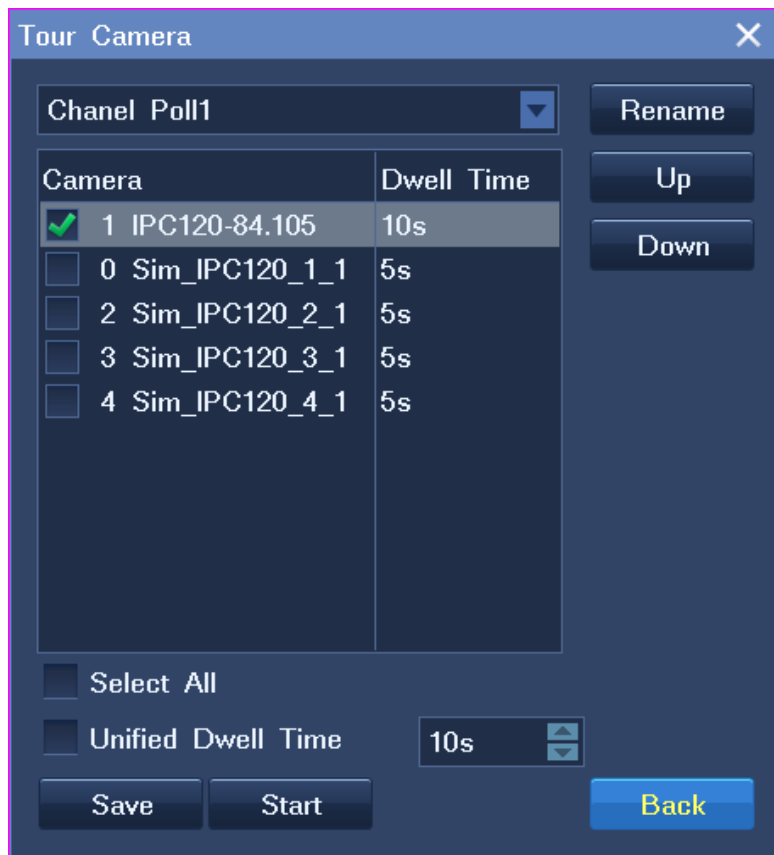 Tour Camera
Chanel Poll1
Rename
Camera Dwell Time
Up
1 IPC120-84.105 10s
Down
0 Sim_IPC120_1_1 5s
2 Sim_IPC120_2_1 5s
3 Sim_IPC120_3_1 5s
4 Sim_IPC120_4_1 5s
Select All
Unified Dwell Time 10s
Save Start Back